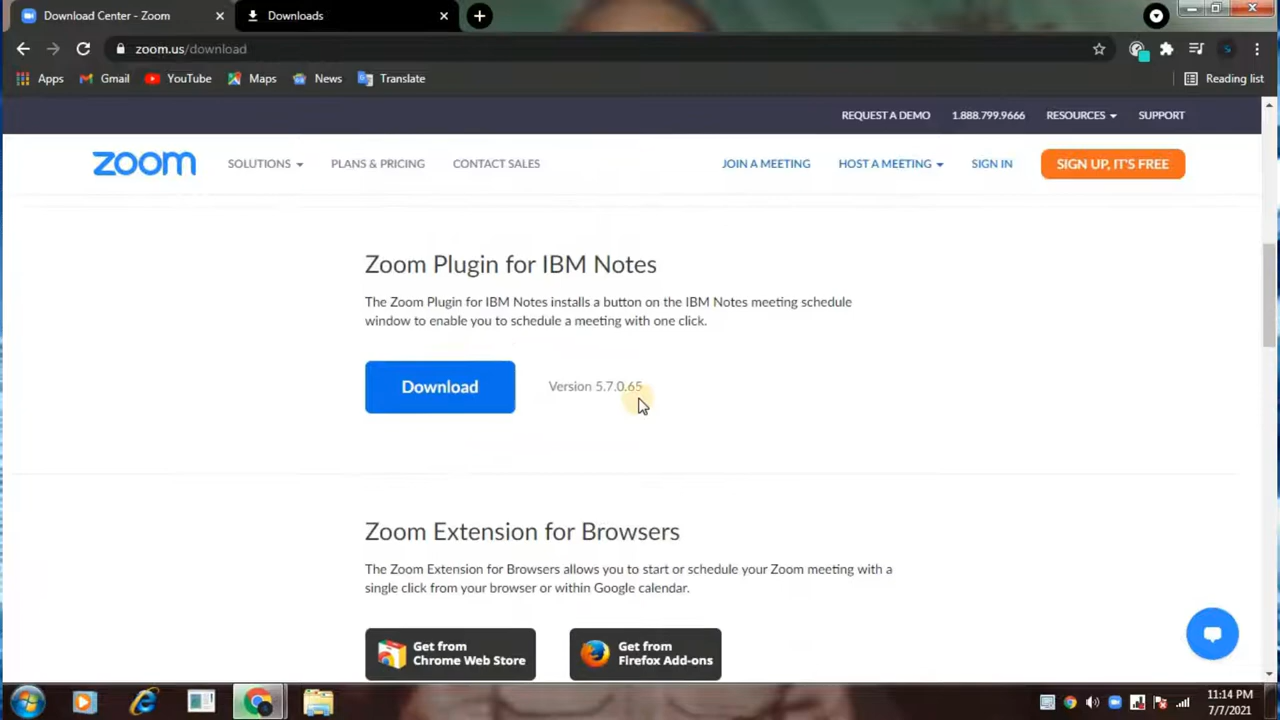 Download Center - Zoom
Downloads
zoom.us/download
Apps
Gmail
YouTube
Maps
News
Translate
Reading list
REQUEST A DEMO
1.888.799.9666
RESOURCES
SUPPORT
zoom
SOLUTIONS
PLANS & PRICING
CONTACT SALES
JOIN A MEETING
HOST A MEETING
SIGN IN
SIGN UP, IT'S FREE
Zoom Plugin for IBM Notes
The Zoom Plugin for IBM Notes installs a button on the IBM Notes meeting schedule
window to enable you to schedule a meeting with one click.
Download
Version 5.7.0.65
Zoom Extension for Browsers
The Zoom Extension for Browsers allows you to start or schedule your Zoom meeting with a
single click from your browser or within Google calendar.
Get from
Chrome Web Store
Get from
Firefox Add-ons
11:14 PM
7/7/2021